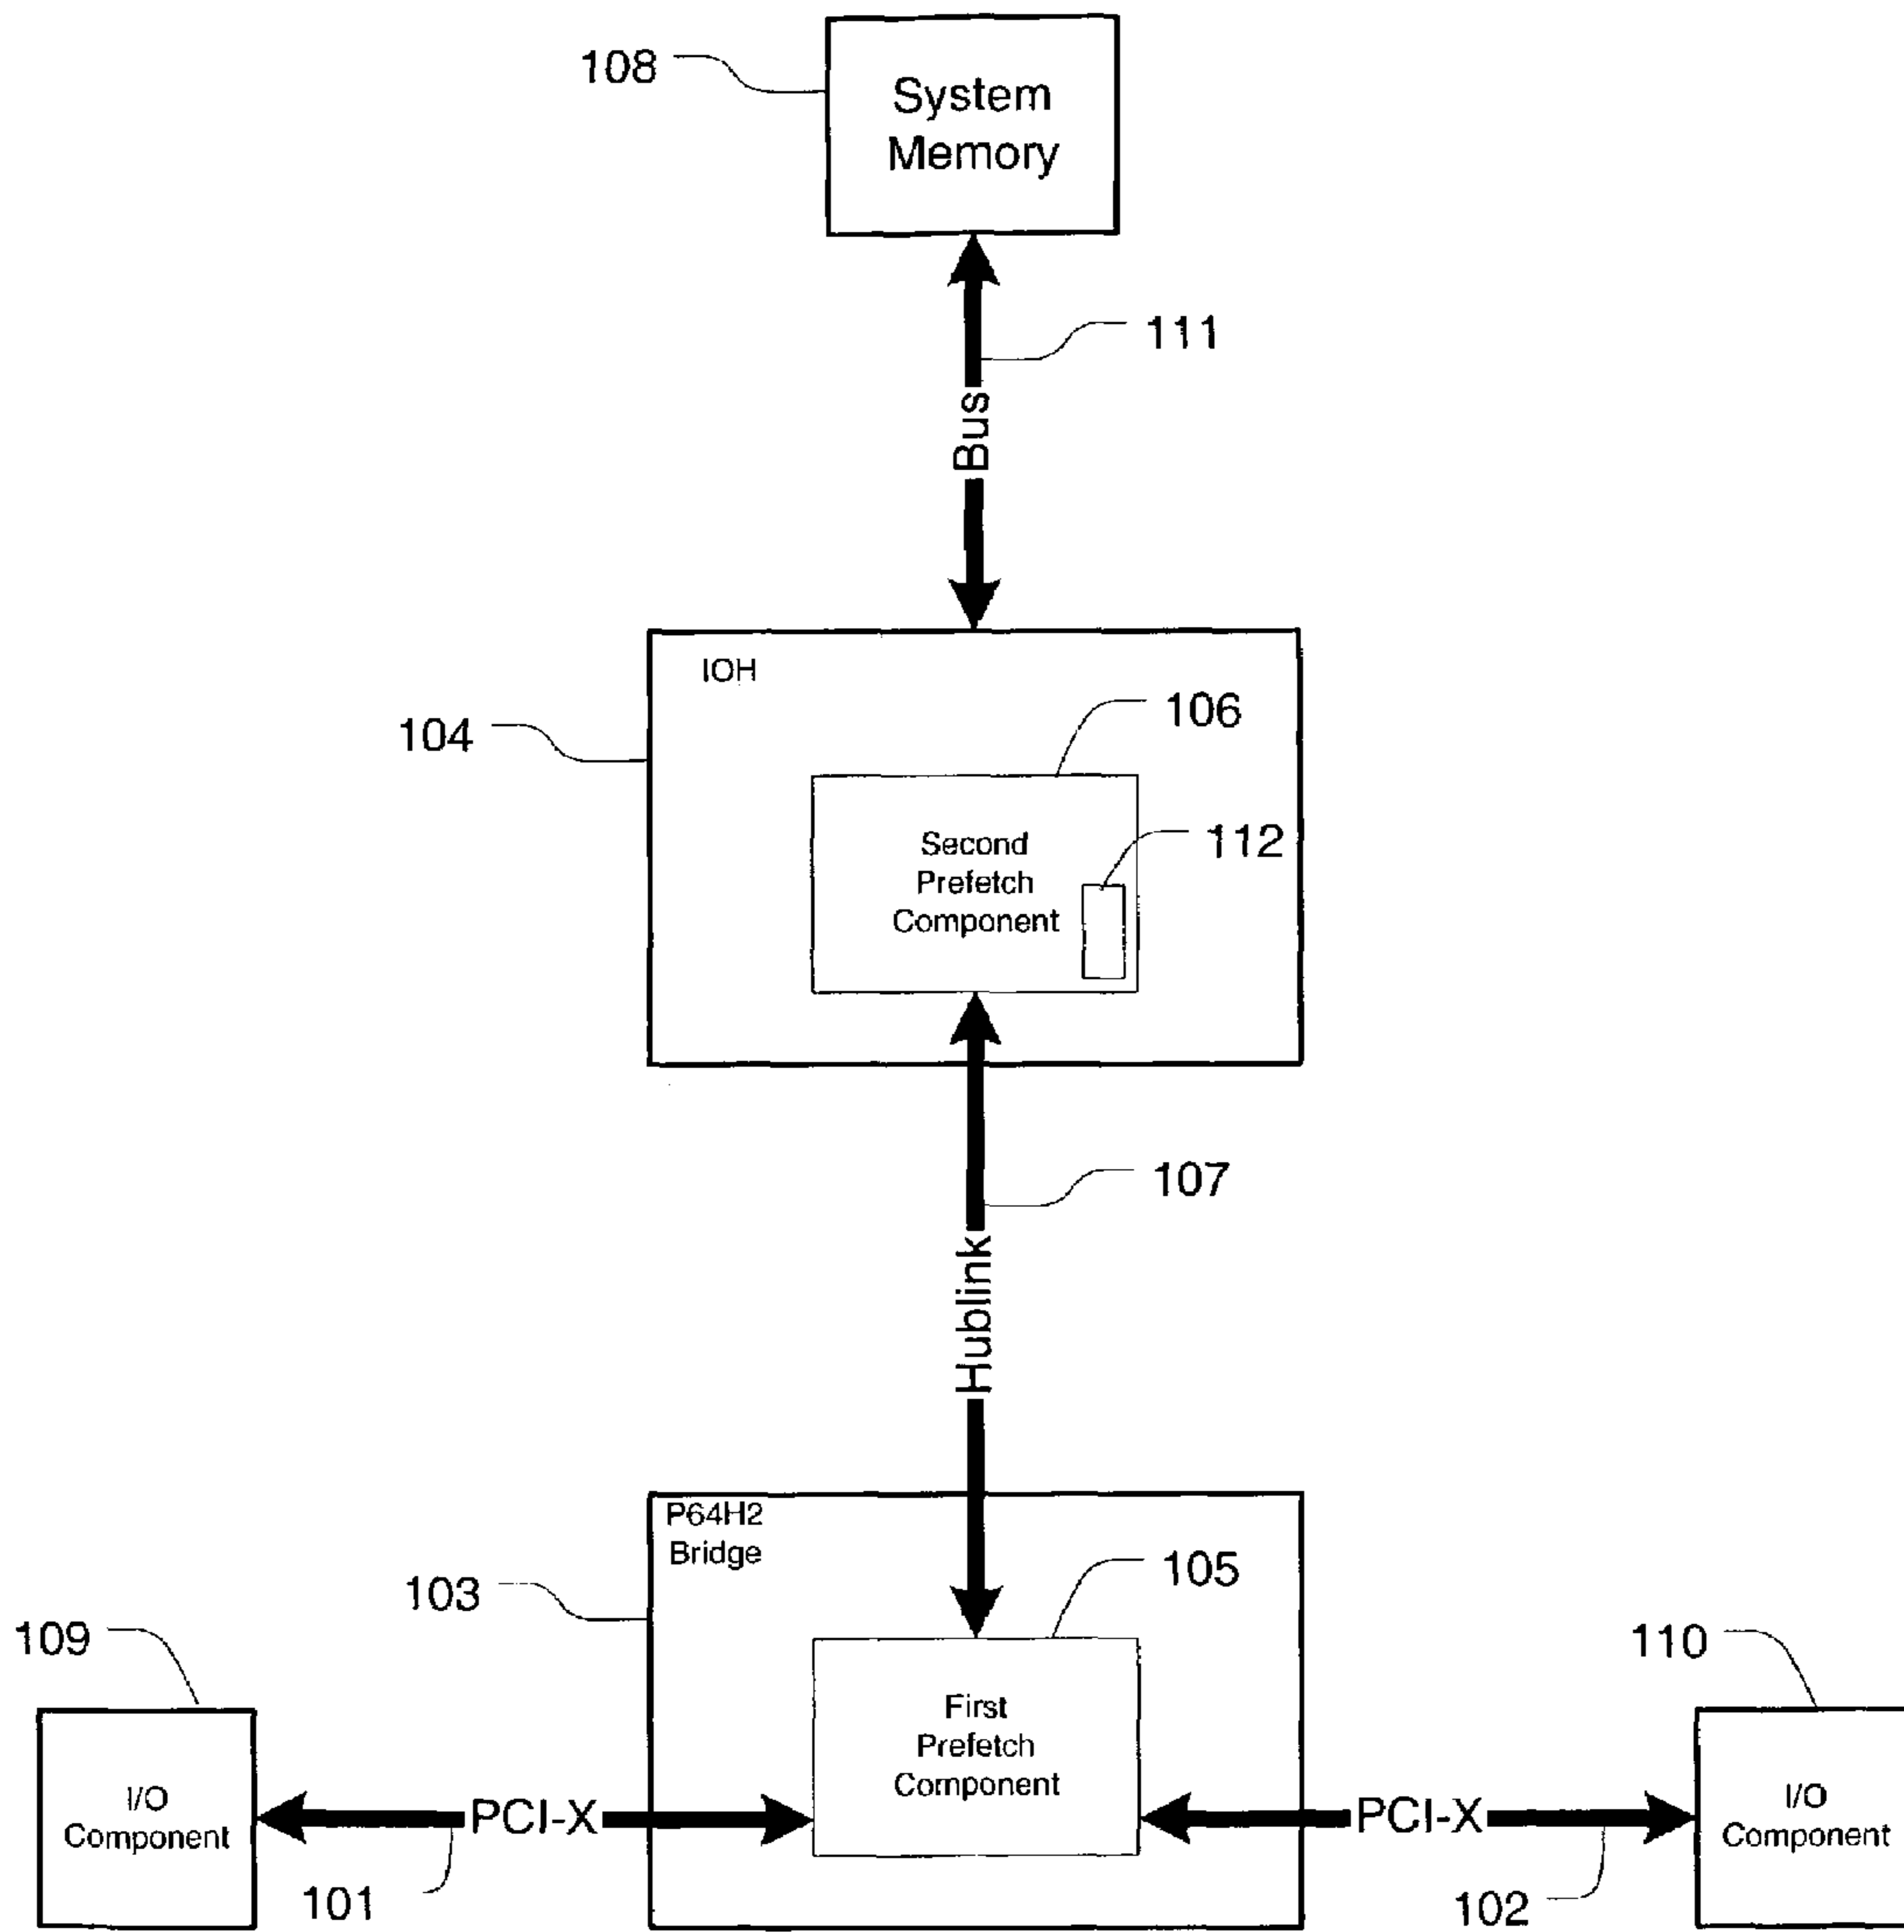 108
System
Memory
111
Bus
IOH
104
106
112
Second
Prefetch
Component
107
Hublink
P64H2
Bridge
103
105
109
110
First
Prefetch
Component
I/O
Component
PCI-X
PCI-X
I/O
Component
101
102